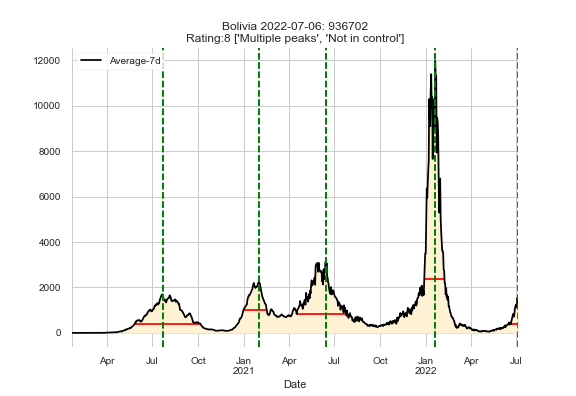 Bolivia 2022-07-06: 936702
Rating:8 ['Multiple peaks', 'Not in control']
Average-7d
12000
10000
8000
6000
4000
2000
0
Apr Jul Oct Jan Apr Jul Oct Jan Apr Jul
2021 2022
Date